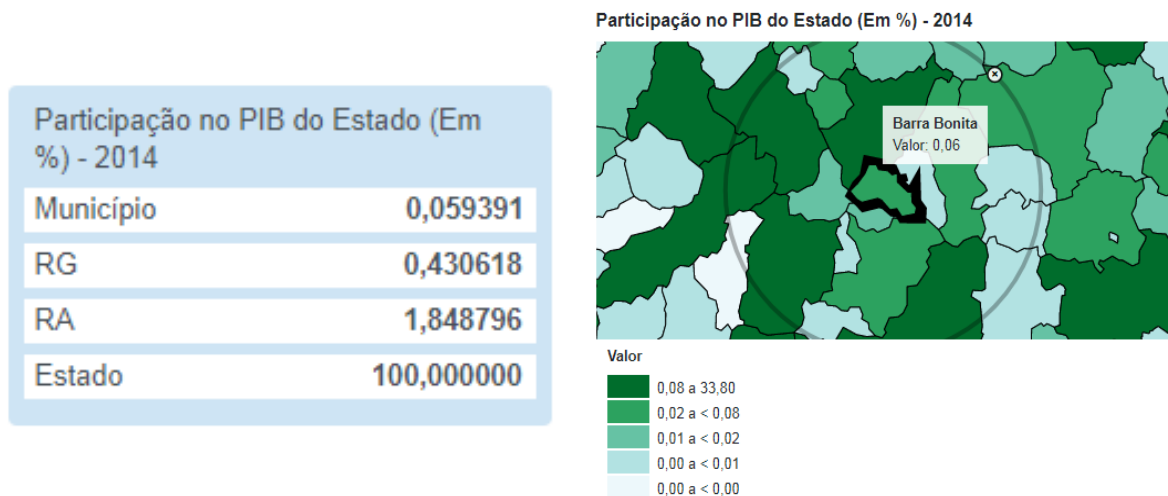 Participação no PIB do Estado (Em
%) - 2014
Município 0,059391
RG 0,430618
RA 1,848796
Estado 100,000000
Participação no PIB do Estado (Em %) - 2014
Barra Bonita
Valor: 0,06
Valor
0,08 a 33,80
0,02 a < 0,08
0,01 a < 0,02
0,00 a < 0,01
0,00 a < 0,00